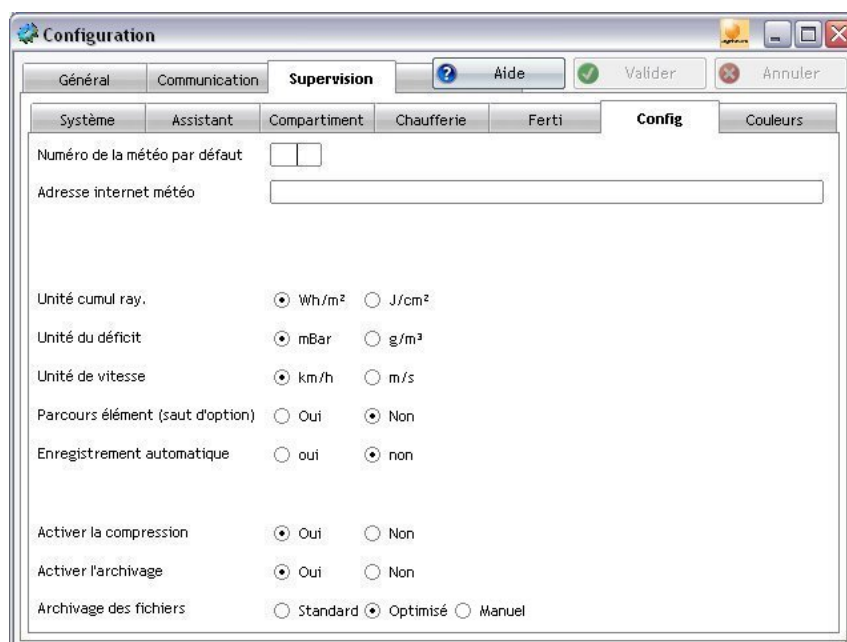 Configuration
Général Communication Supervision Aide Valider Annuler
Système Assistant Compartiment Chaufferie Ferti Config Couleurs
Numéro de la météo par défaut
Adresse internet météo
Unité cumul ray. Wh/m² J/cm²
Unité du déficit mBar g/m³
Unité de vitesse km/h m/s
Parcours élément (saut d'option) Oui Non
Enregistrement automatique oui non
Activer la compression Oui Non
Activer l'archivage Oui Non
Archivage des fichiers Standard Optimisé Manuel